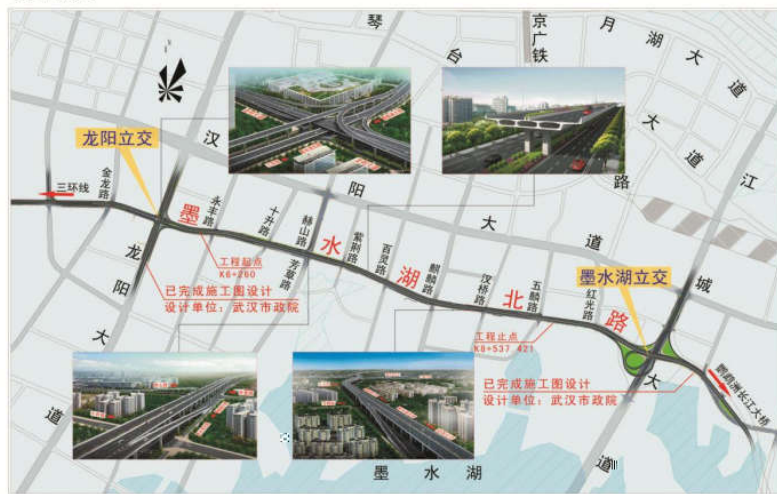 琴台大道
京广铁路
月湖大道
汉阳大道
江城大道
龙阳大道
龙阳立交
三环线
金龙路
永丰路
十升路
赫山路
芳草路
紫荆路
百灵路
麒麟路
汉桥路
五麟路
红光路
墨水湖北路
墨水湖立交
工程起点
K6+260
已完成施工图设计
设计单位：武汉市政院
工程止点
K8+537.421
已完成施工图设计
设计单位：武汉市政院
鹦鹉洲长江大桥
墨水湖